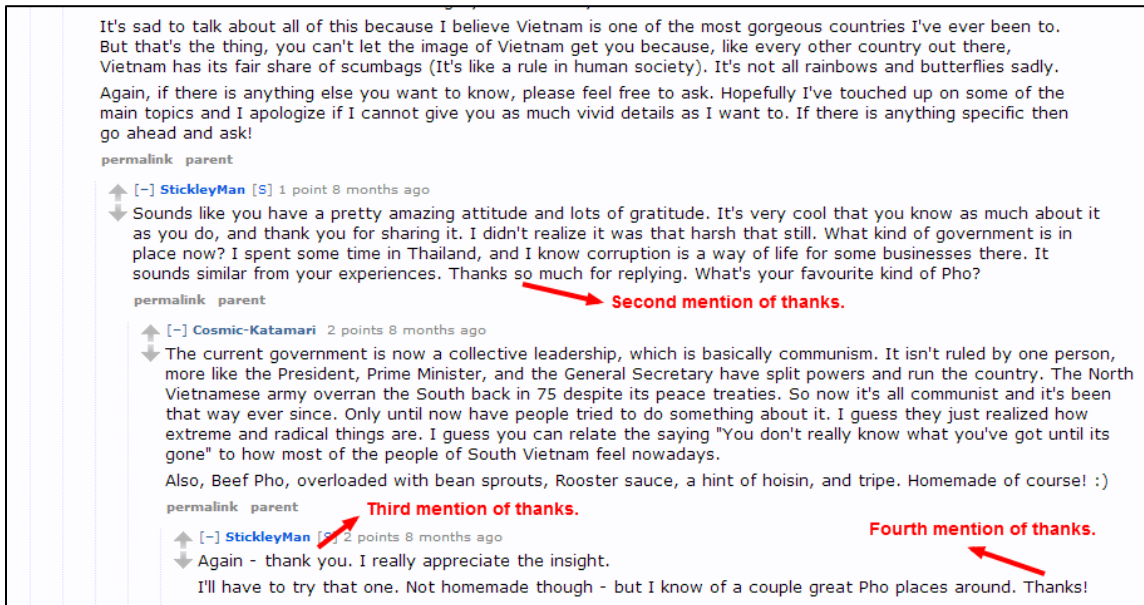 It's sad to talk about all of this because I believe Vietnam is one of the most gorgeous countries I've ever been to.
But that's the thing, you can't let the image of Vietnam get you because, like every other country out there,
Vietnam has its fair share of scumbags (It's like a rule in human society). It's not all rainbows and butterflies sadly.
Again, if there is anything else you want to know, please feel free to ask. Hopefully I've touched up on some of the
main topics and I apologize if I cannot give you as much vivid details as I want to. If there is anything specific then
go ahead and ask!
permalink parent
[-] StickleyMan [S] 1 point 8 months ago
Sounds like you have a pretty amazing attitude and lots of gratitude. It's very cool that you know as much about it
as you do, and thank you for sharing it. I didn't realize it was that harsh that still. What kind of government is in
place now? I spent some time in Thailand, and I know corruption is a way of life for some businesses there. It
sounds similar from your experiences. Thanks so much for replying. What's your favourite kind of Pho?
permalink parent
Second mention of thanks.
[-] Cosmic-Katamari 2 points 8 months ago
The current government is now a collective leadership, which is basically communism. It isn't ruled by one person,
more like the President, Prime Minister, and the General Secretary have split powers and run the country. The North
Vietnamese army overran the South back in 75 despite its peace treaties. So now it's all communist and it's been
that way ever since. Only until now have people tried to do something about it. I guess they just realized how
extreme and radical things are. I guess you can relate the saying "You don't really know what you've got until its
gone" to how most of the people of South Vietnam feel nowadays.
Also, Beef Pho, overloaded with bean sprouts, Rooster sauce, a hint of hoisin, and tripe. Homemade of course! :)
permalink parent
Third mention of thanks.
Fourth mention of thanks.
[-] StickleyMan [S] 2 points 8 months ago
Again - thank you. I really appreciate the insight.
I'll have to try that one. Not homemade though - but I know of a couple great Pho places around. Thanks!